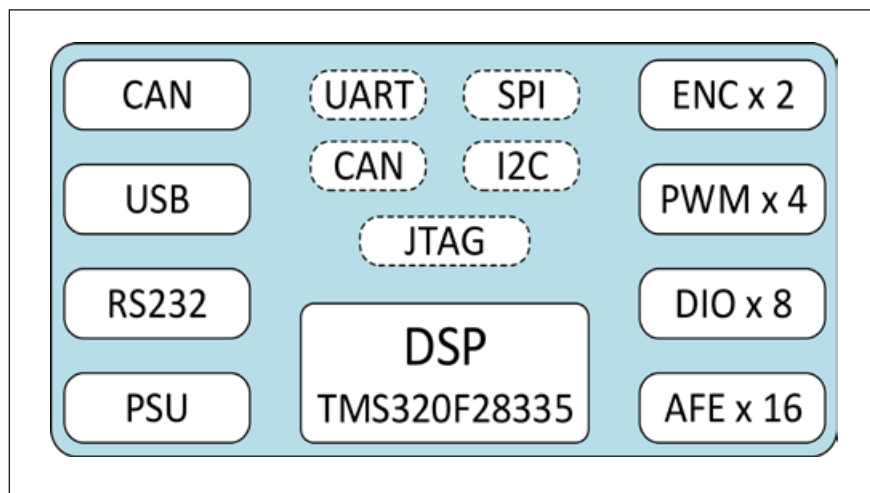 CAN
USB
RS232
PSU
UART
SPI
CAN
I2C
JTAG
DSP
TMS320F28335
ENC x 2
PWM x 4
DIO x 8
AFE x 16